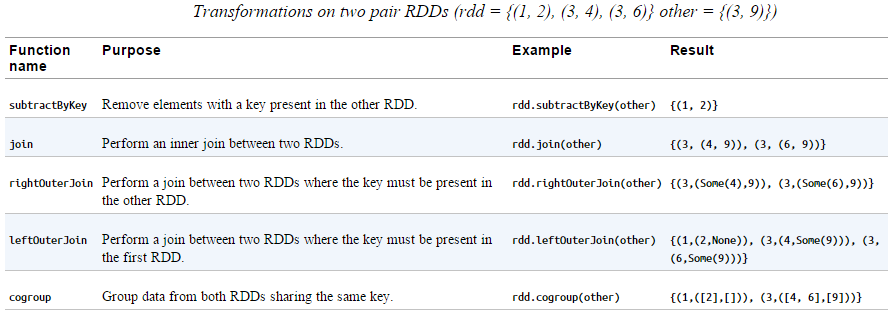 Transformations on two pair RDDs (rdd = {(1, 2), (3, 4), (3, 6)} other = {(3, 9)})
Function name Purpose Example Result
subtractByKey Remove elements with a key present in the other RDD. rdd.subtractByKey(other) {(1, 2)}
join Perform an inner join between two RDDs. rdd.join(other) {(3, (4, 9)), (3, (6, 9))}
rightOuterJoin Perform a join between two RDDs where the key must be present in rdd.rightOuterJoin(other) {(3,(Some(4),9)), (3,(Some(6),9))}
the other RDD.
leftOuterJoin Perform a join between two RDDs where the key must be present in rdd.leftOuterJoin(other) {(1,(2,None)), (3,(4,Some(9))), (3,
the first RDD. (6,Some(9)))}
cogroup Group data from both RDDs sharing the same key. rdd.cogroup(other) {(1,([2],[])), (3,([4, 6],[9]))}